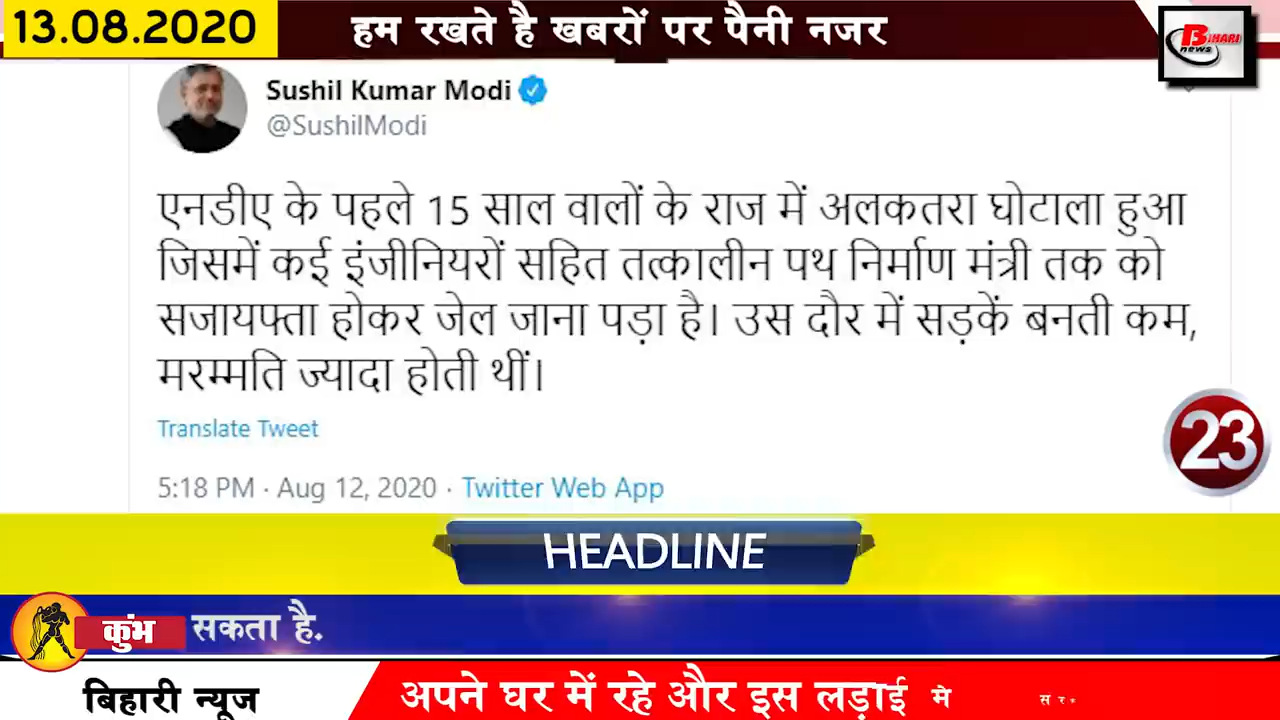 13.08.2020
हम रखते है खबरों पर पैनी नजर
BIHARI
news
Sushil Kumar Modi
@SushilModi
एनडीए के पहले 15 साल वालों के राज में अलकतरा घोटाला हुआ
जिसमें कई इंजीनियरों सहित तत्कालीन पथ निर्माण मंत्री तक को
सजायफ्ता होकर जेल जाना पड़ा है। उस दौर में सड़कें बनती कम,
मरम्मति ज्यादा होती थीं।
Translate Tweet
5:18 PM · Aug 12, 2020 · Twitter Web App
23
HEADLINE
कुंभ सकता है.
बिहारी न्यूज
अपने घर में रहे और इस लड़ाई मे